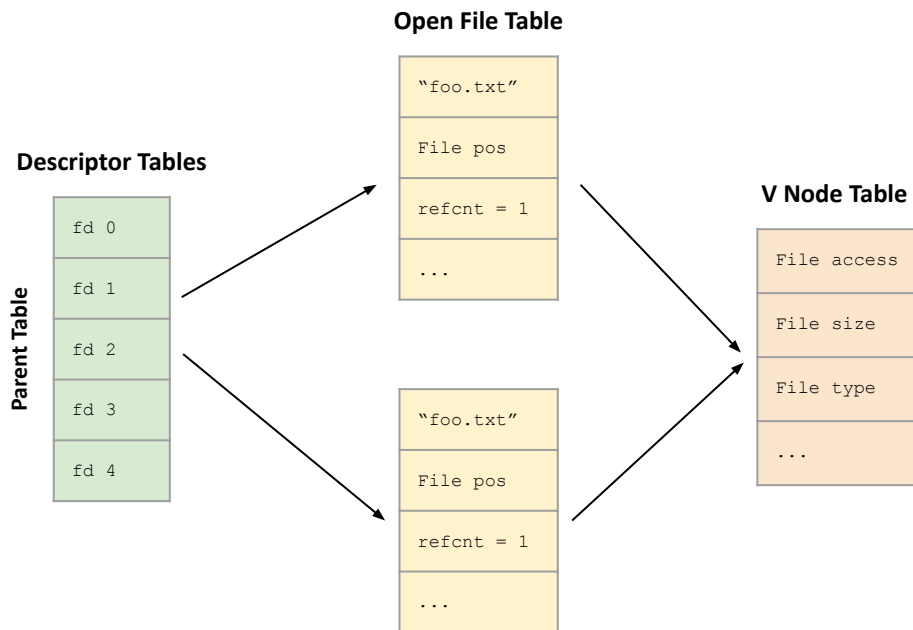 Open File Table
“foo.txt”
File pos
refcnt = 1
...
Descriptor Tables
Parent Table
fd 0
fd 1
fd 2
fd 3
fd 4
“foo.txt”
File pos
refcnt = 1
...
V Node Table
File access
File size
File type
...